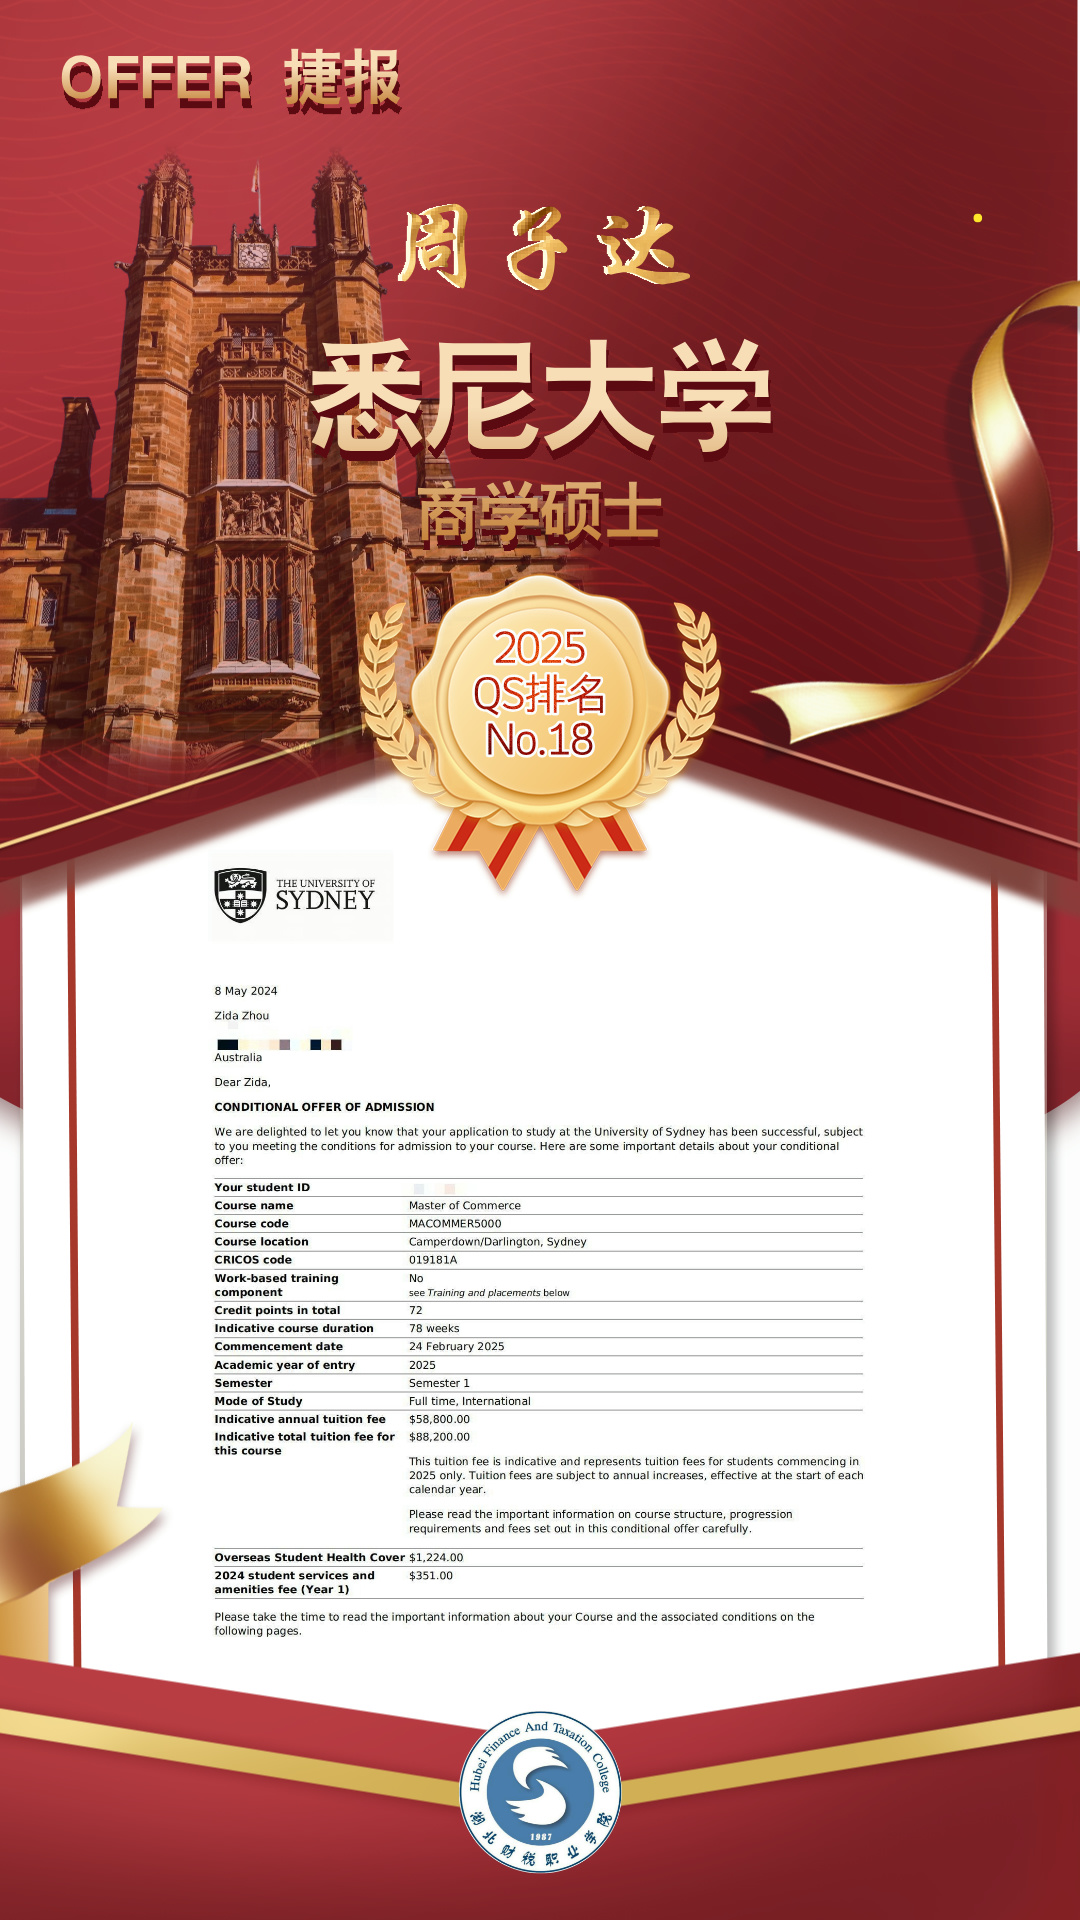 OFFER 捷报
周子达
悉尼大学
商学硕士
2025
QS排名
No.18
THE UNIVERSITY OF
SYDNEY
8 May 2024
Zida Zhou
Australia
Dear Zida,
CONDITIONAL OFFER OF ADMISSION
We are delighted to let you know that your application to study at the University of Sydney has been successful, subject
to you meeting the conditions for admission to your course. Here are some important details about your conditional
offer:
Your student ID
Course name Master of Commerce
Course code MACOMMER5000
Course location Camperdown/Darlington, Sydney
CRICOS code 019181A
Work-based training No
component see Training and placements below
Credit points in total 72
Indicative course duration 78 weeks
Commencement date 24 February 2025
Academic year of entry 2025
Semester Semester 1
Mode of Study Full time, International
Indicative annual tuition fee $58,800.00
Indicative total tuition fee for $88,200.00
this course
This tuition fee is indicative and represents tuition fees for students commencing in
2025 only. Tuition fees are subject to annual increases, effective at the start of each
calendar year.
Please read the important information on course structure, progression
requirements and fees set out in this conditional offer carefully.
Overseas Student Health Cover $1,224.00
2024 student services and $351.00
amenities fee (Year 1)
Please take the time to read the important information about your Course and the associated conditions on the
following pages.
Hubei Finance And Taxation College
1987
湖北财税职业学院